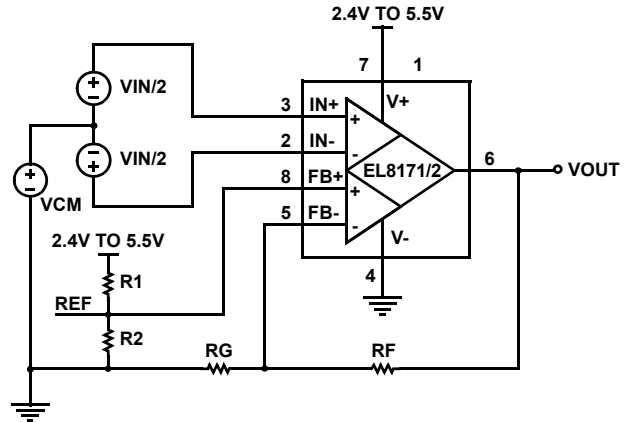 2.4V TO 5.5V
7
1
VIN/2
3
IN+
V+
+
-
+
2
IN-
-
VIN/2
-
+
EL8171/2
6
VOUT
8
FB+
+
VCM
+
-
5
FB-
-
V-
2.4V TO 5.5V
4
R1
REF
R2
RG
RF